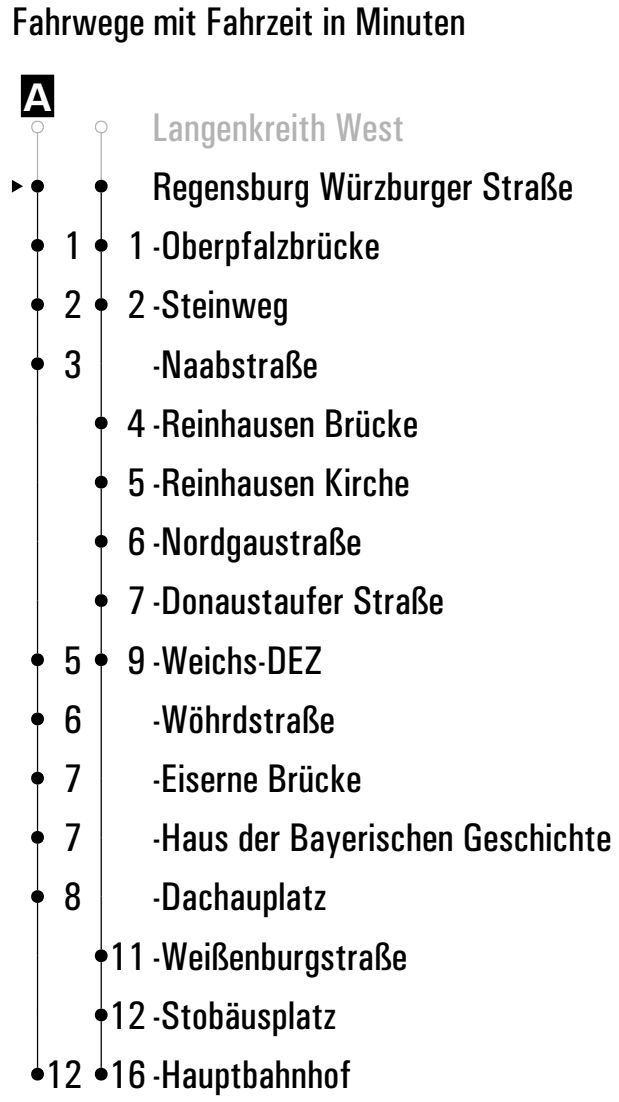 Fahrwege mit Fahrzeit in Minuten
A
Langenkreith West
Regensburg Würzburger Straße
1 1 -Oberpfalzbrücke
2 2 -Steinweg
3 -Naabstraße
4 -Reinhausen Brücke
5 -Reinhausen Kirche
6 -Nordgaustraße
7 -Donaustaufer Straße
5 9 -Weichs-DEZ
6 -Wöhrdstraße
7 -Eiserne Brücke
7 -Haus der Bayerischen Geschichte
8 -Dachauplatz
11 -Weißenburgstraße
12 -Stobäusplatz
12 16 -Hauptbahnhof